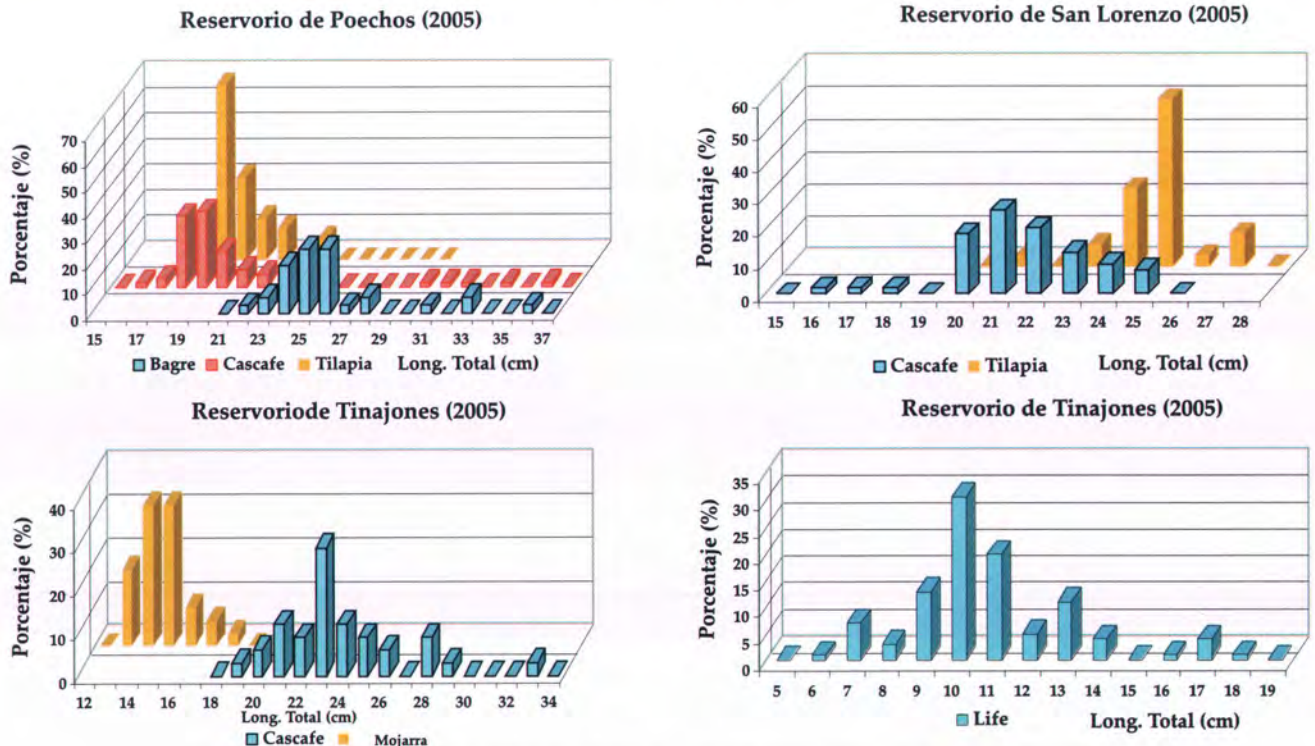 Reservorio de Poechos (2005)
Porcentaje (%)
70
60
50
40
30
20
10
0
15 17 19 21 23 25 27 29 31 33 35 37
Bagre Cascafe Tilapia Long. Total (cm)
Reservorio de San Lorenzo (2005)
Porcentaje (%)
60
50
40
30
20
10
0
15 16 17 18 19 20 21 22 23 24 25 26 27 28
Cascafe Tilapia Long. Total (cm)
Reservoriode Tinajones (2005)
Porcentaje (%)
40
30
20
10
0
12 14 16 18 20 22 24 26 28 30 32 34
Long. Total (cm)
Cascafe Mojarra
Reservorio de Tinajones (2005)
Porcentaje (%)
35
30
25
20
15
10
5
0
5 6 7 8 9 10 11 12 13 14 15 16 17 18 19
Life Long. Total (cm)